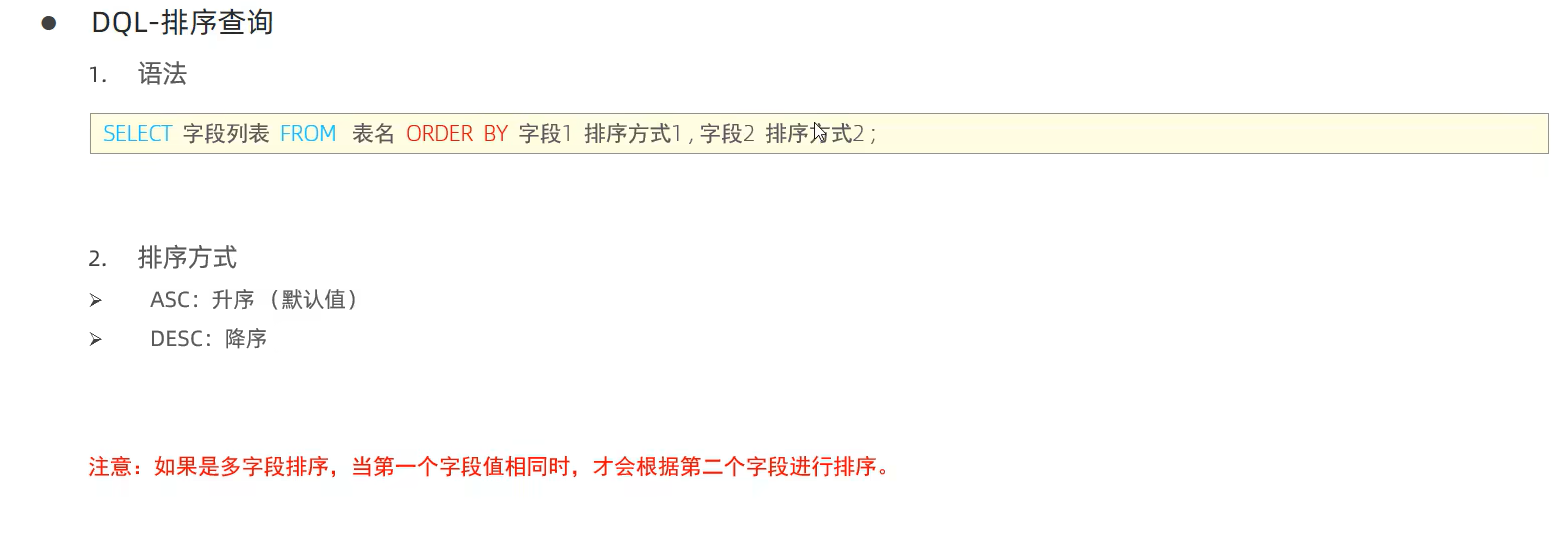 ● DQL-排序查询
1. 语法
SELECT 字段列表 FROM 表名 ORDER BY 字段1 排序方式1 , 字段2 排序方式2 ;
2. 排序方式
➢ ASC：升序（默认值）
➢ DESC：降序
注意：如果是多字段排序，当第一个字段值相同时，才会根据第二个字段进行排序。